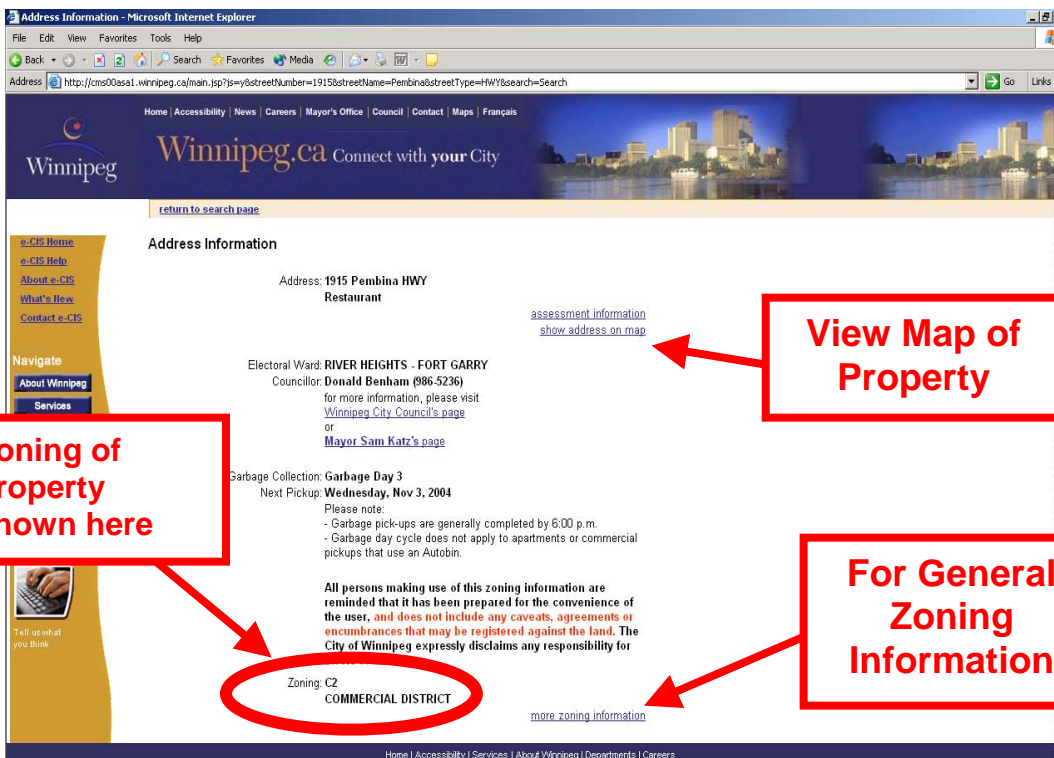 Address Information - Microsoft Internet Explorer
File Edit View Favorites Tools Help
Back Search Favorites Media
Address http://cms00asa1.winnipeg.ca/main.jsp?js=y&streetNumber=1915&streetName=Pembina&streetType=HWY&search=Search Go Links
Home | Accessibility | News | Careers | Mayor's Office | Council | Contact | Maps | Français
Winnipeg
Winnipeg.ca Connect with your City
return to search page
e-CIS Home
e-CIS Help
About e-CIS
What's New
Contact e-CIS
Navigate
About Winnipeg
Services
Address Information
Address: 1915 Pembina HWY
Restaurant
assessment information
show address on map
View Map of
Property
Electoral Ward: RIVER HEIGHTS - FORT GARRY
Councillor: Donald Benham (986-5236)
for more information, please visit
Winnipeg City Council's page
or
Mayor Sam Katz's page
oning of
roperty
hown here
Garbage Collection: Garbage Day 3
Next Pickup: Wednesday, Nov 3, 2004
Please note:
- Garbage pick-ups are generally completed by 6:00 p.m.
- Garbage day cycle does not apply to apartments or commercial
pickups that use an Autobin.
All persons making use of this zoning information are
reminded that it has been prepared for the convenience of
the user, and does not include any caveats, agreements or
encumbrances that may be registered against the land. The
City of Winnipeg expressly disclaims any responsibility for
For General
Zoning
Information
Tell us what
you think
Zoning: C2
COMMERCIAL DISTRICT
more zoning information
Home | Accessibility | Services | About Winnipeg | Departments | Careers